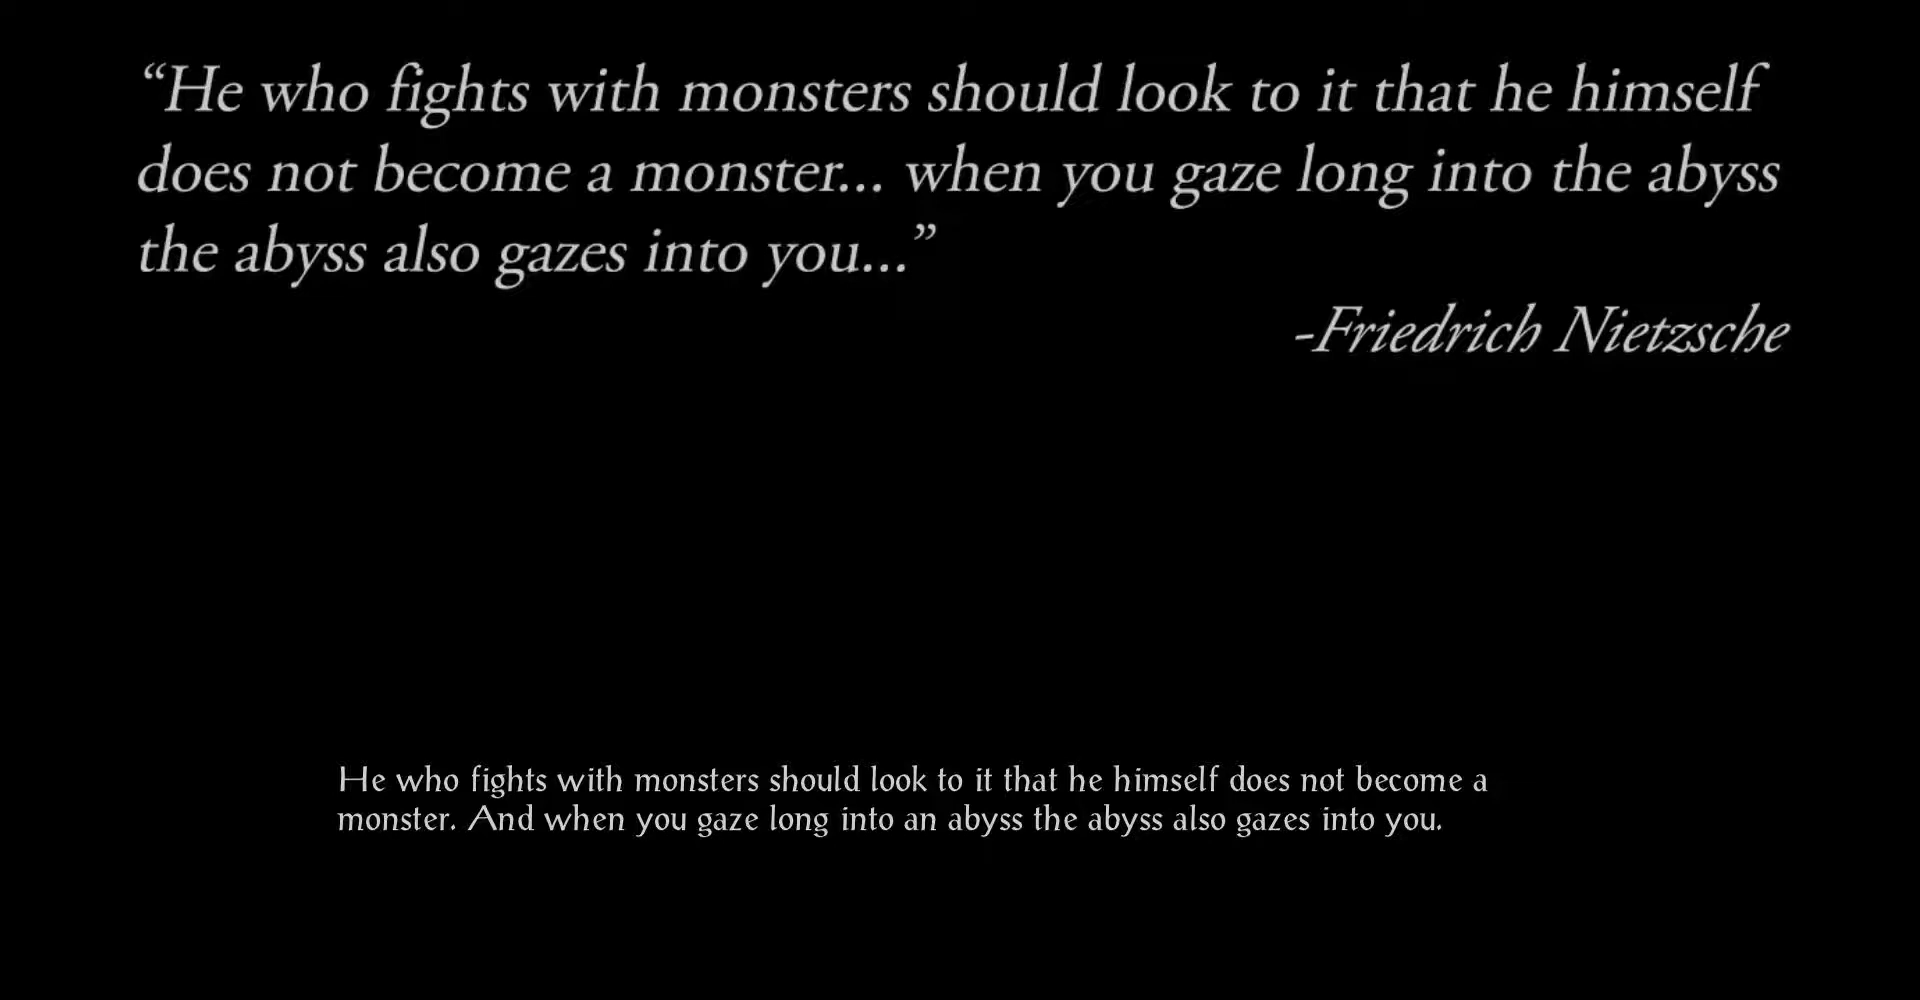 “He who fights with monsters should look to it that he himself
does not become a monster... when you gaze long into the abyss
the abyss also gazes into you...”
-Friedrich Nietzsche
He who fights with monsters should look to it that he himself does not become a
monster. And when you gaze long into an abyss the abyss also gazes into you.